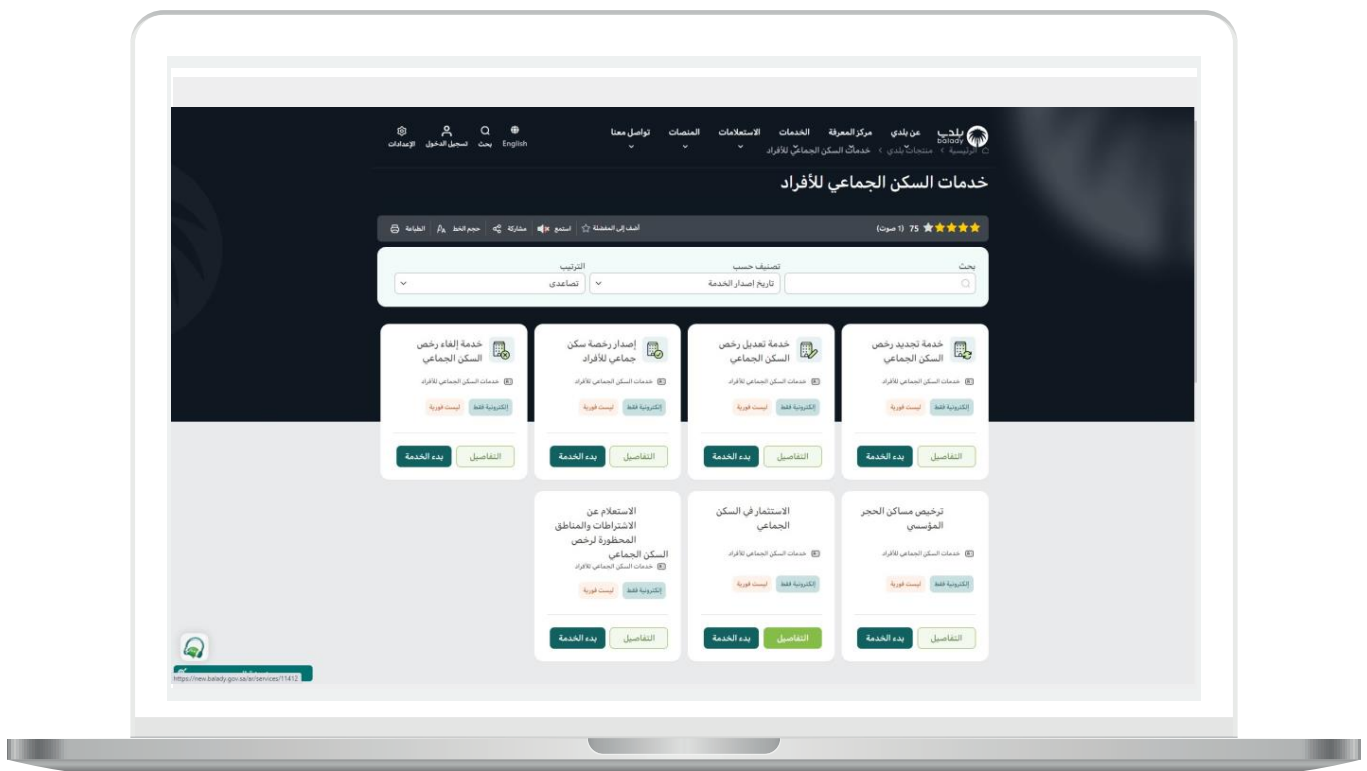 بلدي
balady
عن بلدي
مركز المعرفة
الخدمات
الاستعلامات
المنصات
تواصل معنا
English
بحث
تسجيل الدخول
الإعدادات
الرئيسية > منتجات بلدي > خدمات السكن الجماعي للأفراد
خدمات السكن الجماعي للأفراد
75 (1 صوت)
أضف إلى المفضلة
استمع
مشاركة
حجم الخط
الطباعة
بحث
تصنيف حسب
الترتيب
تاريخ اصدار الخدمة
تصاعدي
خدمة تجديد رخص
السكن الجماعي
خدمات السكن الجماعي للأفراد
إلكترونية فقط
ليست فورية
التفاصيل
بدء الخدمة
خدمة تعديل رخص
السكن الجماعي
خدمات السكن الجماعي للأفراد
إلكترونية فقط
ليست فورية
التفاصيل
بدء الخدمة
إصدار رخصة سكن
جماعي للأفراد
خدمات السكن الجماعي للأفراد
إلكترونية فقط
ليست فورية
التفاصيل
بدء الخدمة
خدمة إلغاء رخص
السكن الجماعي
خدمات السكن الجماعي للأفراد
إلكترونية فقط
ليست فورية
التفاصيل
بدء الخدمة
ترخيص مساكن الحجر
المؤسسي
خدمات السكن الجماعي للأفراد
إلكترونية فقط
ليست فورية
التفاصيل
بدء الخدمة
الاستثمار في السكن
الجماعي
خدمات السكن الجماعي للأفراد
إلكترونية فقط
ليست فورية
التفاصيل
بدء الخدمة
الاستعلام عن
الاشتراطات والمناطق
المحظورة لرخص
السكن الجماعي
خدمات السكن الجماعي للأفراد
إلكترونية فقط
ليست فورية
التفاصيل
بدء الخدمة
https://new.balady.gov.sa/ar/services/11412